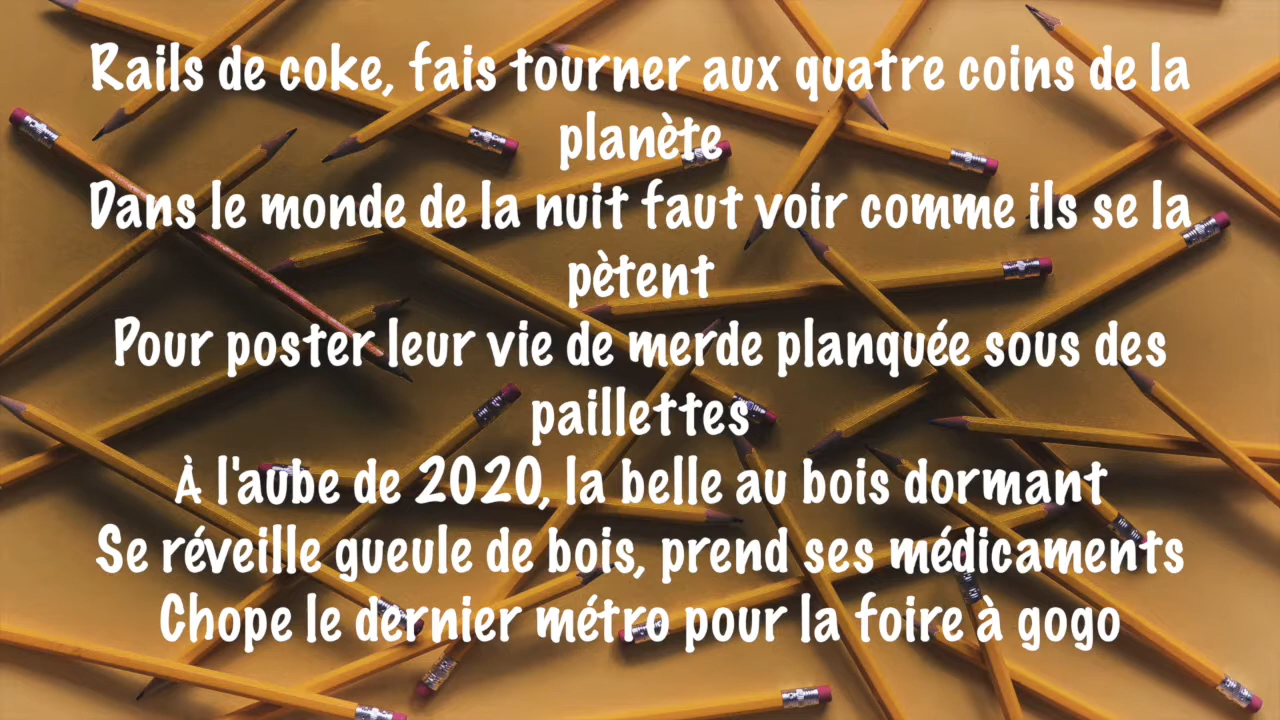 Rails de coke, fais tourner aux quatre coins de la
planète
Dans le monde de la nuit faut voir comme ils se la
pètent
Pour poster leur vie de merde planquée sous des
paillettes
À l'aube de 2020, la belle au bois dormant
Se réveille gueule de bois, prend ses médicaments
Chope le dernier métro pour la foire à gogo